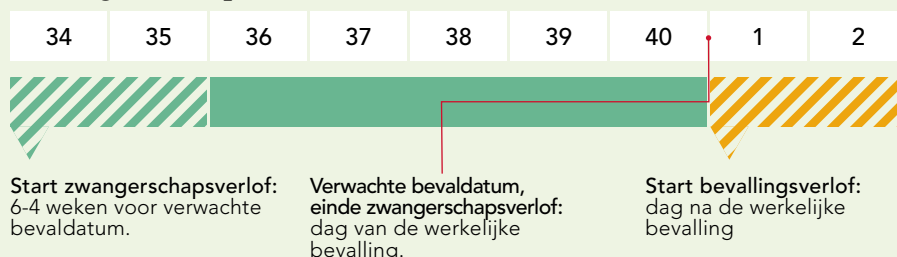 34 35 36 37 38 39 40 1 2
Start zwangerschapsverlof:
6-4 weken voor verwachte
bevaldatum.
Verwachte bevaldatum,
einde zwangerschapsverlof:
dag van de werkelijke
bevalling.
Start bevallingsverlof:
dag na de werkelijke
bevalling